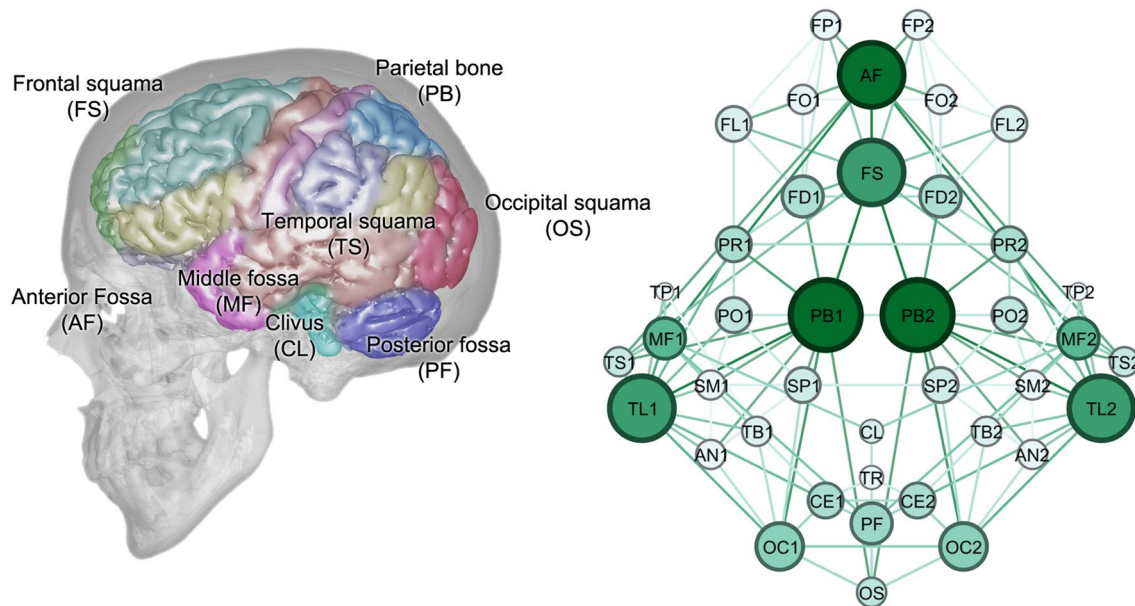 Frontal squama
(FS)
Parietal bone
(PB)
Occipital squama
(OS)
Temporal squama
(TS)
Middle fossa
(MF)
Anterior Fossa
(AF)
Clivus
(CL)
Posterior fossa
(PF)
FP1 FP2
AF
FO1 FO2
FL1 FL2
FS
FD1 FD2
PR1 PR2
TP1 TP2
PO1 PB1 PB2 PO2
MF1 MF2
TS1 TS2
SM1 SP1 SP2 SM2
TL1 TL2
TB1 CL TB2
AN1 AN2
TR
CE1 CE2
PF
OC1 OC2
OS